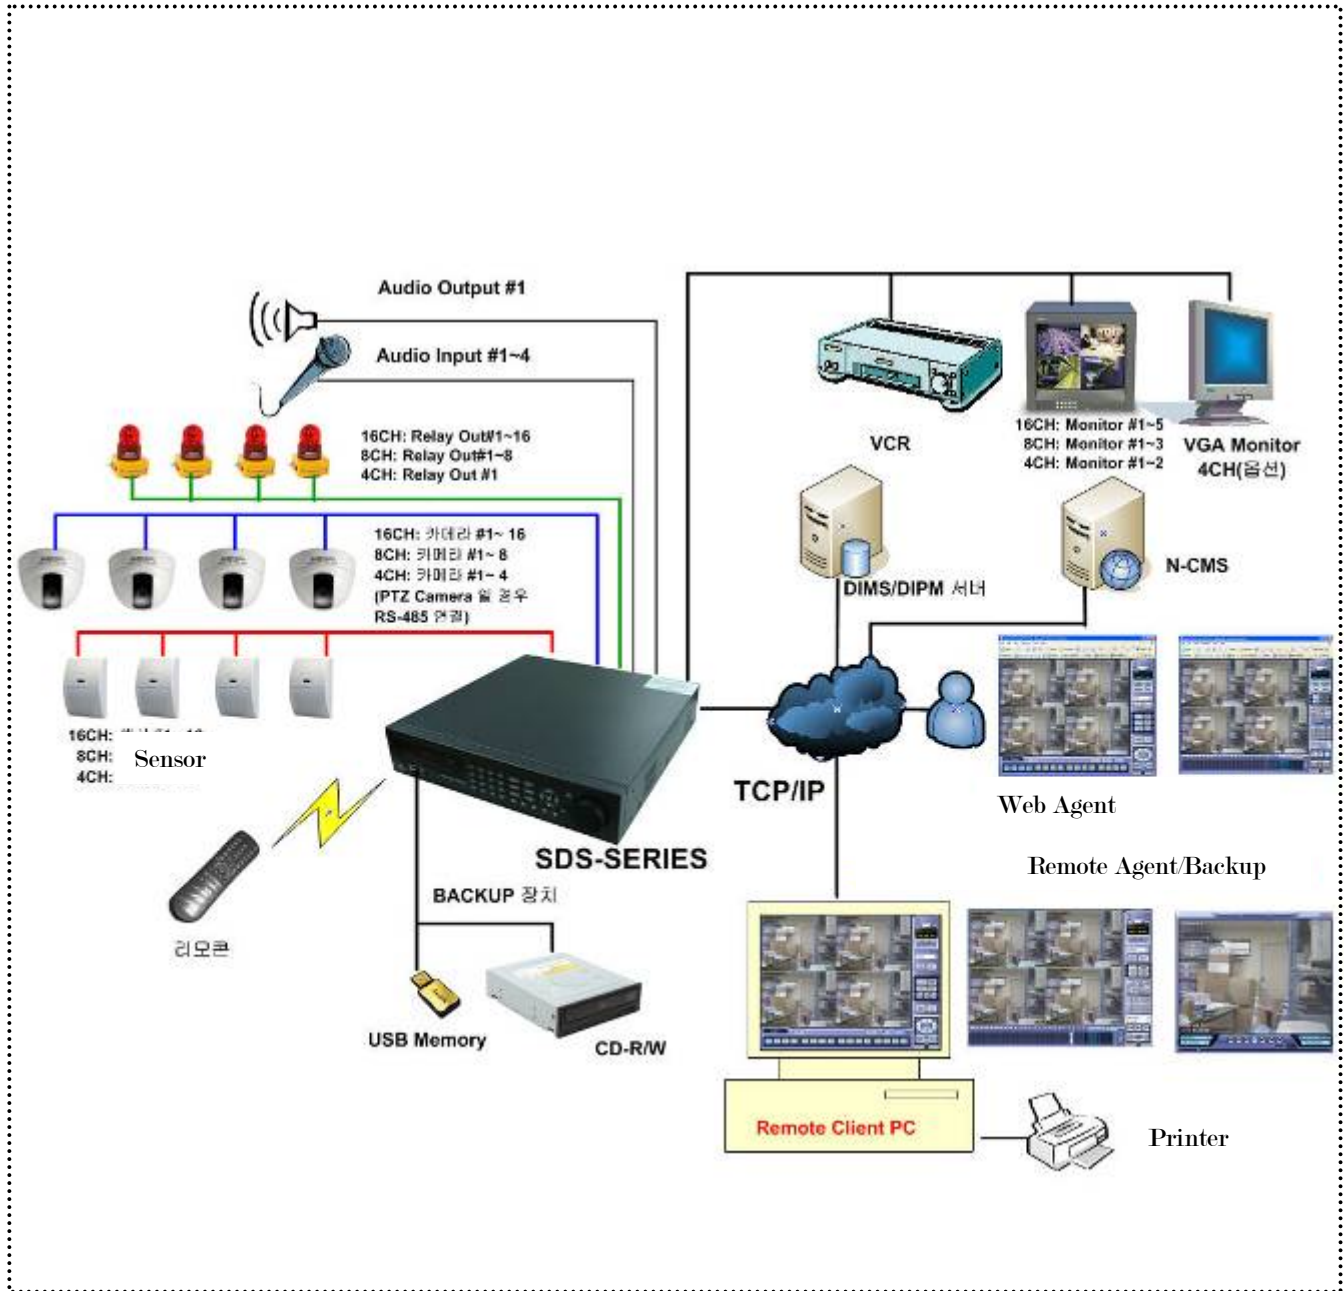 Audio Output #1
Audio Input #1~4
16CH: Relay Out#1~16
8CH: Relay Out#1~8
4CH: Relay Out #1
16CH: 카메라 #1~ 16
8CH: 카메라 #1~ 8
4CH: 카메라 #1~ 4
(PTZ Camera 일 경우
RS-485 연결)
16CH:
8CH:
4CH:
Sensor
리모콘
SDS-SERIES
BACKUP 장치
USB Memory
CD-R/W
VCR
16CH: Monitor #1~5
8CH: Monitor #1~3
4CH: Monitor #1~2
VGA Monitor
4CH(옵션)
DIMS/DIPM 서버
N-CMS
TCP/IP
Web Agent
Remote Agent/Backup
Remote Client PC
Printer